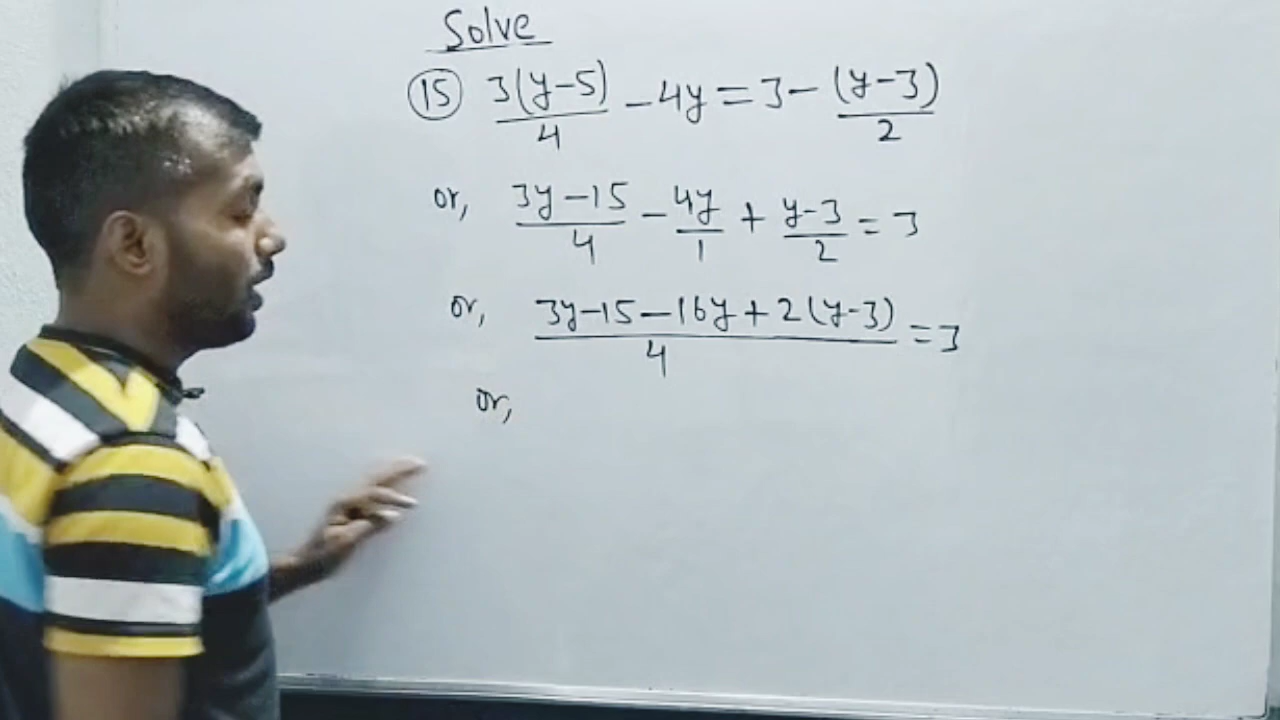 Solve
(15) 3(y-5)/4 - 4y = 3 - (y-3)/2
or, 3y-15/4 - 4y/1 + y-3/2 = 3
or, 3y-15-16y+2(y-3)/4 = 3
or,